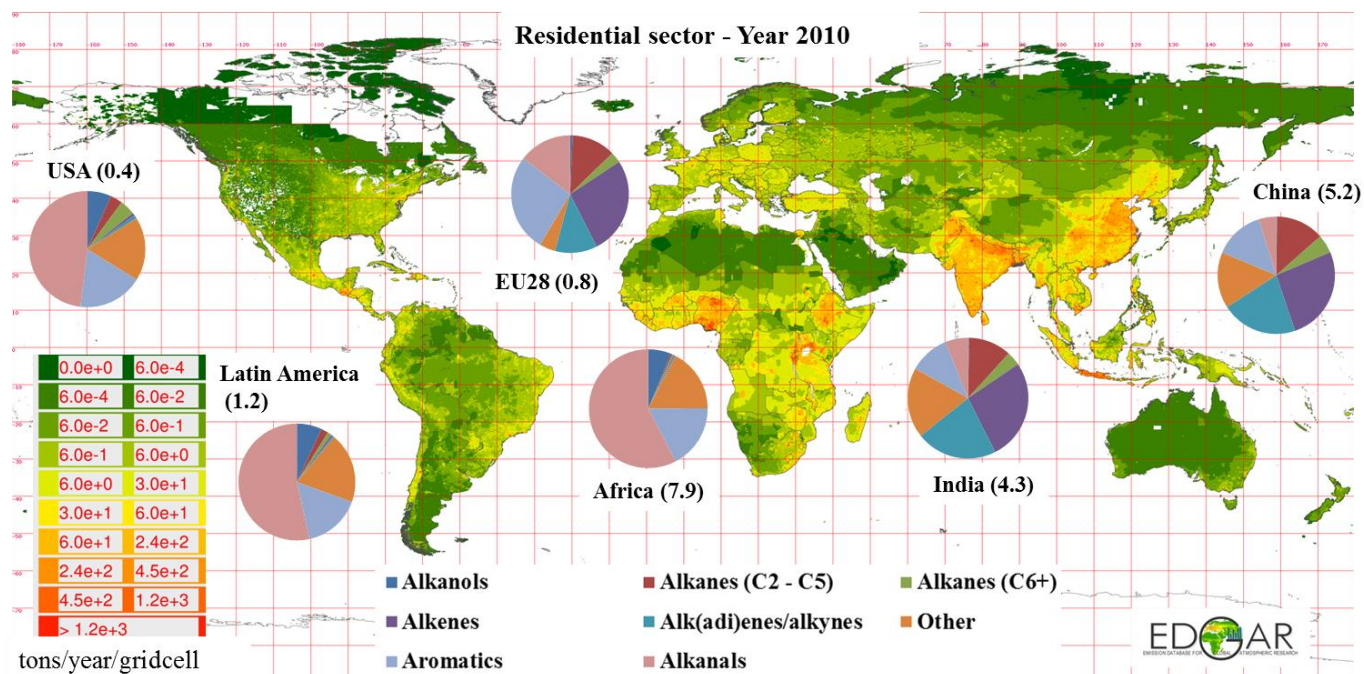 Residential sector - Year 2010
USA (0.4)
EU28 (0.8)
China (5.2)
Latin America
(1.2)
Africa (7.9)
India (4.3)
0.0e+0 6.0e-4
6.0e-4 6.0e-2
6.0e-2 6.0e-1
6.0e-1 6.0e+0
6.0e+0 3.0e+1
3.0e+1 6.0e+1
6.0e+1 2.4e+2
2.4e+2 4.5e+2
4.5e+2 1.2e+3
> 1.2e+3
tons/year/gridcell
Alkanols Alkanes (C2 - C5) Alkanes (C6+)
Alkenes Alk(adi)enes/alkynes Other
Aromatics Alkanals
EDGAR
EMISSION DATABASE FOR GLOBAL ATMOSPHERIC RESEARCH